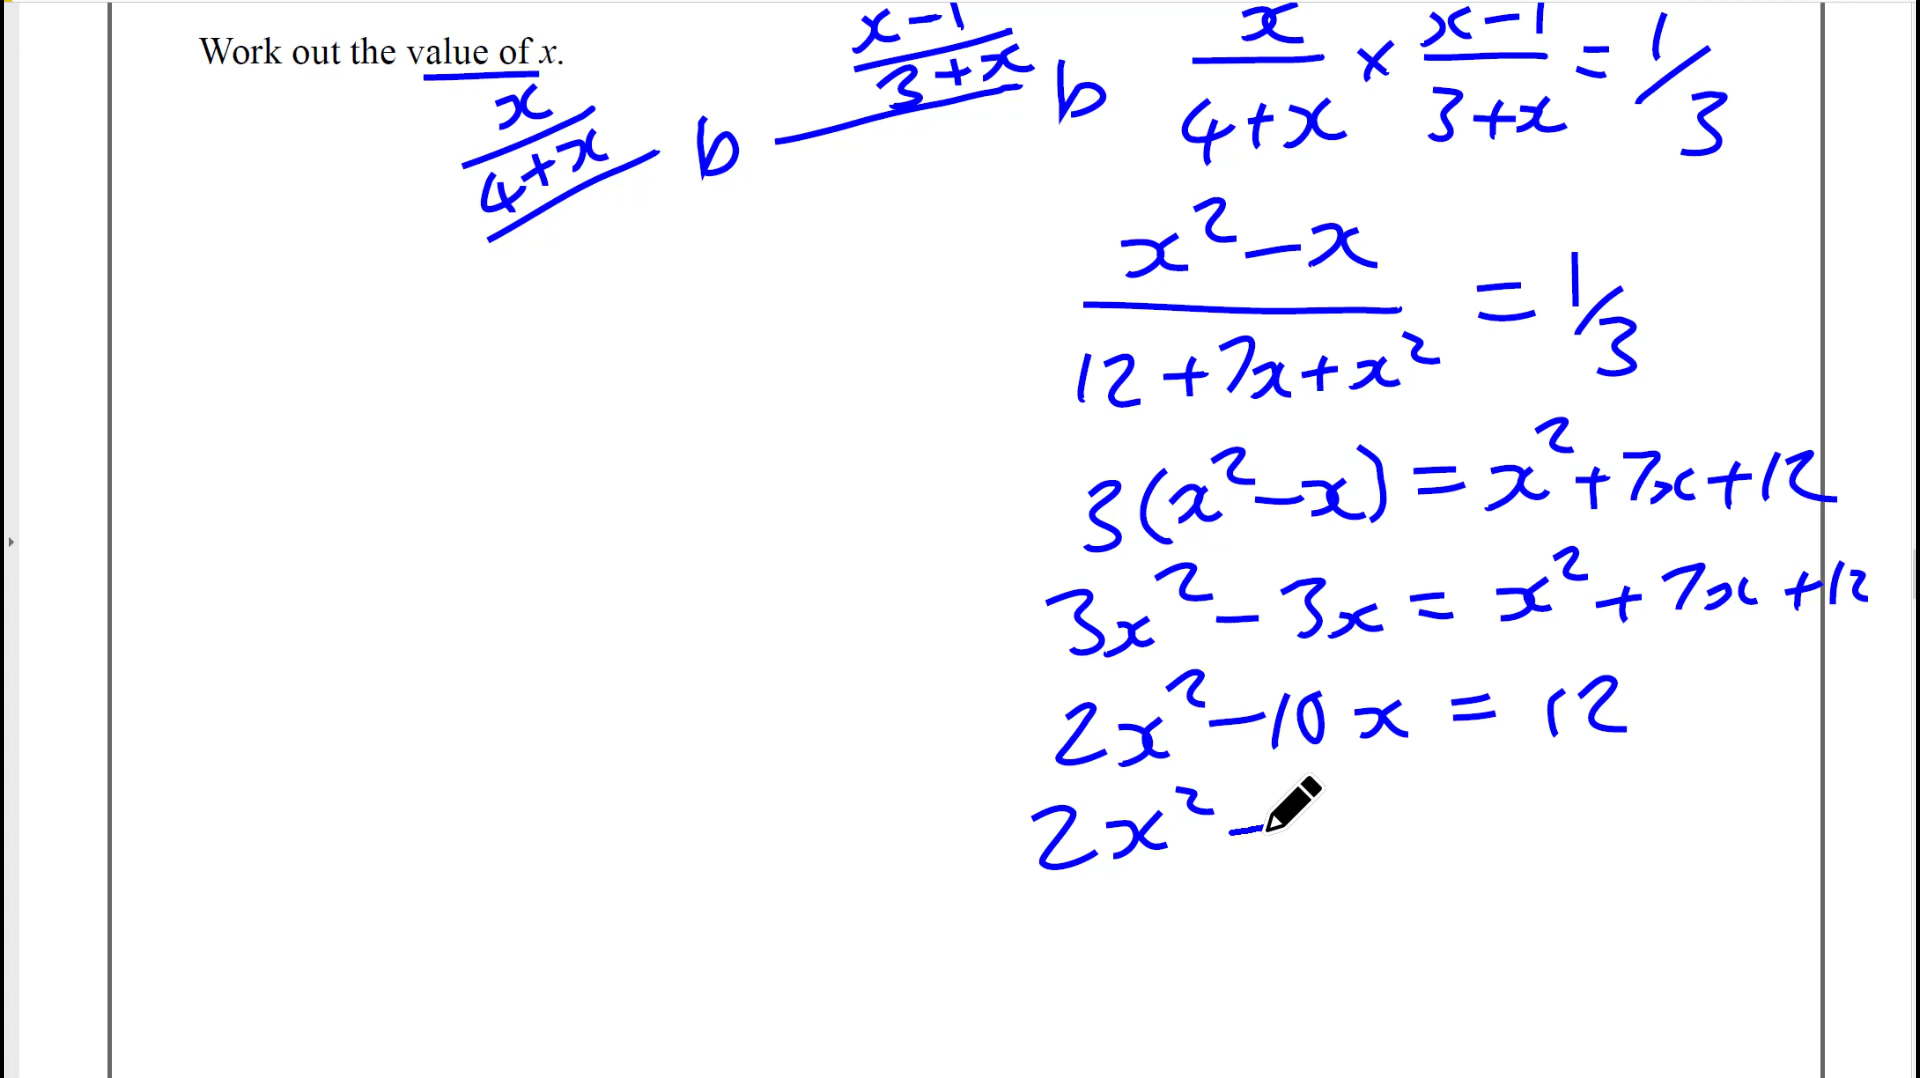 Work out the value of x.
x/(4+x) b
(x-1)/(3+x) b
x/(4+x) × (x-1)/(3+x) = 1/3
(x² - x)/(12 + 7x + x²) = 1/3
3(x² - x) = x² + 7x + 12
3x² - 3x = x² + 7x + 12
2x² - 10x = 12
2x² -